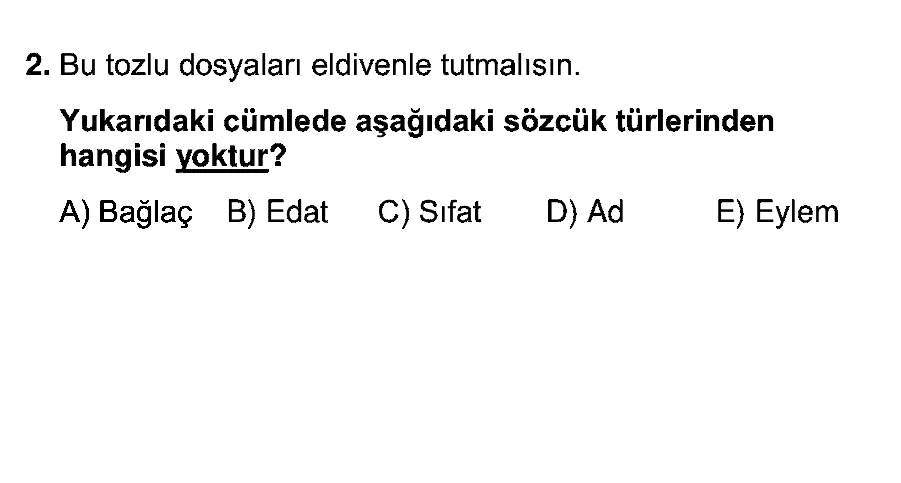 2. Bu tozlu dosyaları eldivenle tutmalısın.
Yukarıdaki cümlede aşağıdaki sözcük türlerinden
hangisi yoktur?
A) Bağlaç B) Edat C) Sıfat D) Ad E) Eylem